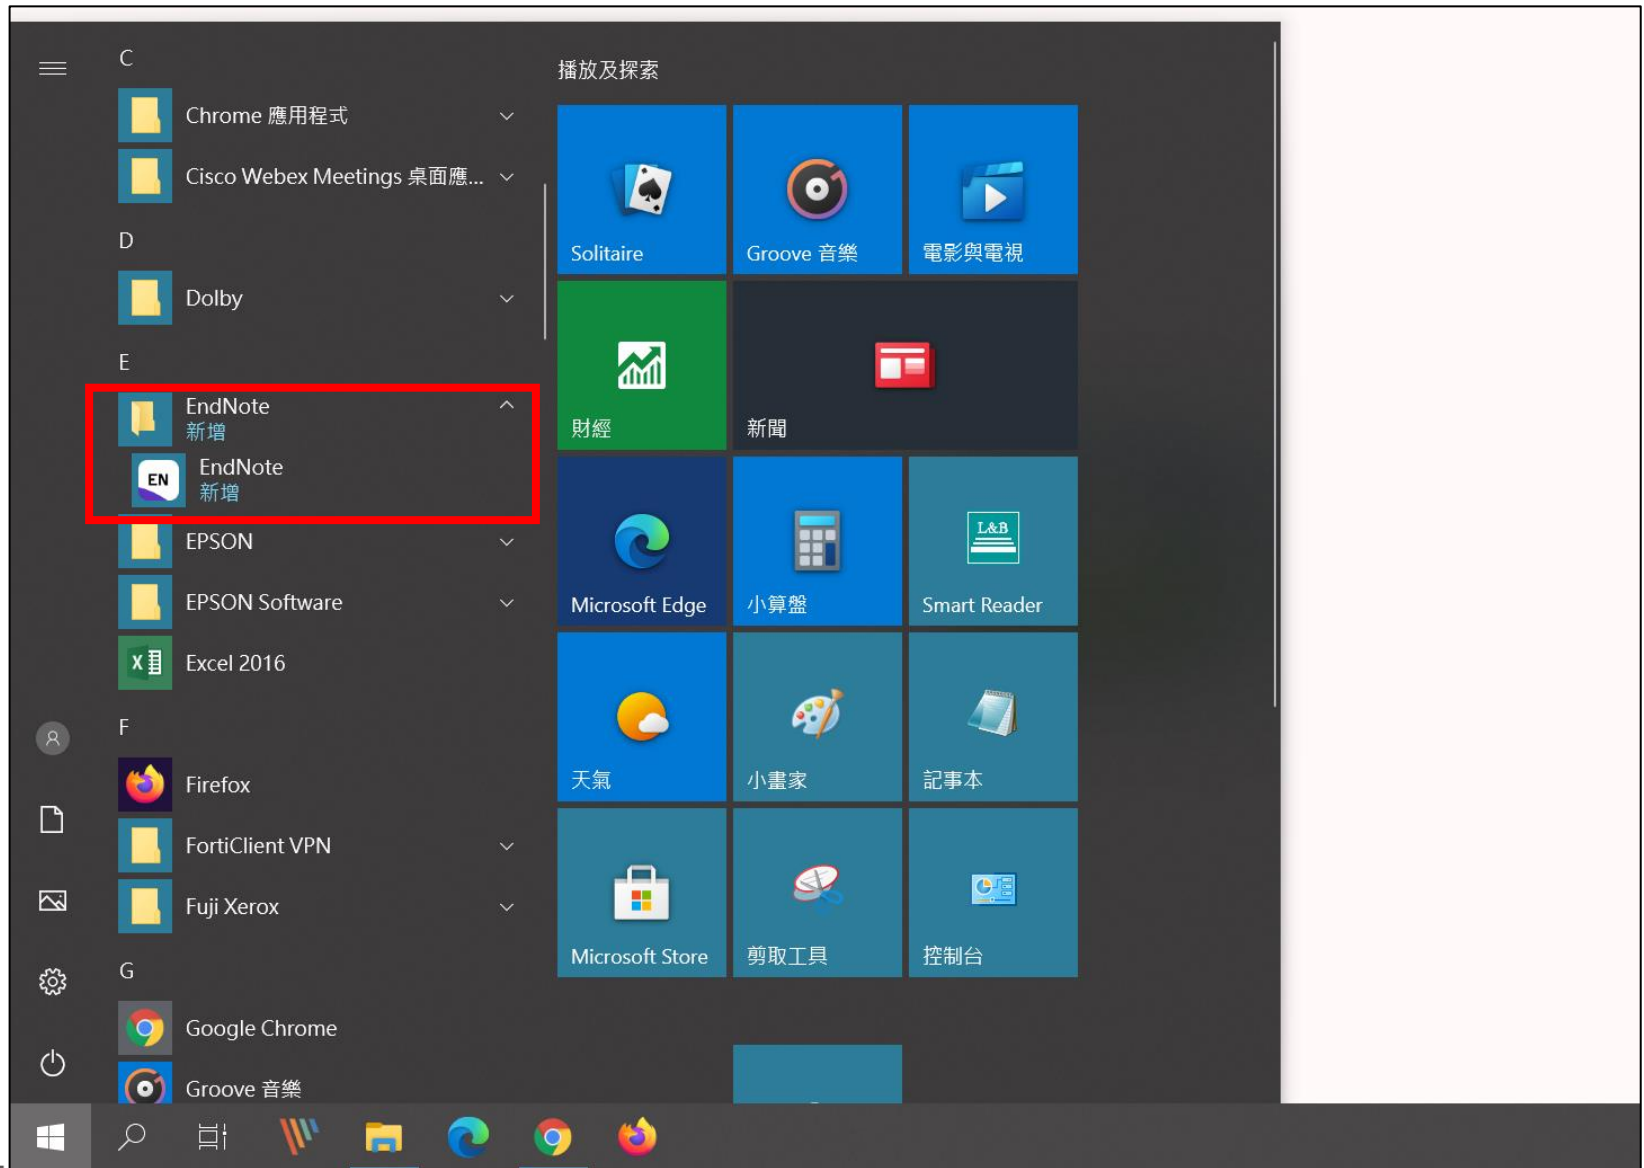 C
Chrome 應用程式
Cisco Webex Meetings 桌面應...
D
Dolby
E
EndNote
新增
EN
EndNote
新增
EPSON
EPSON Software
Excel 2016
F
Firefox
FortiClient VPN
Fuji Xerox
G
Google Chrome
Groove 音樂
播放及探索
Solitaire
Groove 音樂
電影與電視
財經
新聞
Microsoft Edge
小算盤
L&B
Smart Reader
天氣
小畫家
記事本
Microsoft Store
剪取工具
控制台